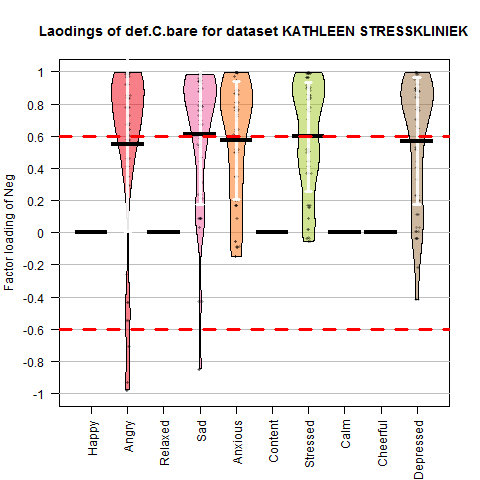 Laodings of def.C.bare for dataset KATHLEEN STRESSKLINIEK
Factor loading of Neg
1
0.8
0.6
0.4
0.2
0
-0.2
-0.4
-0.6
-0.8
-1
Happy
Angry
Relaxed
Sad
Anxious
Content
Stressed
Calm
Cheerful
Depressed